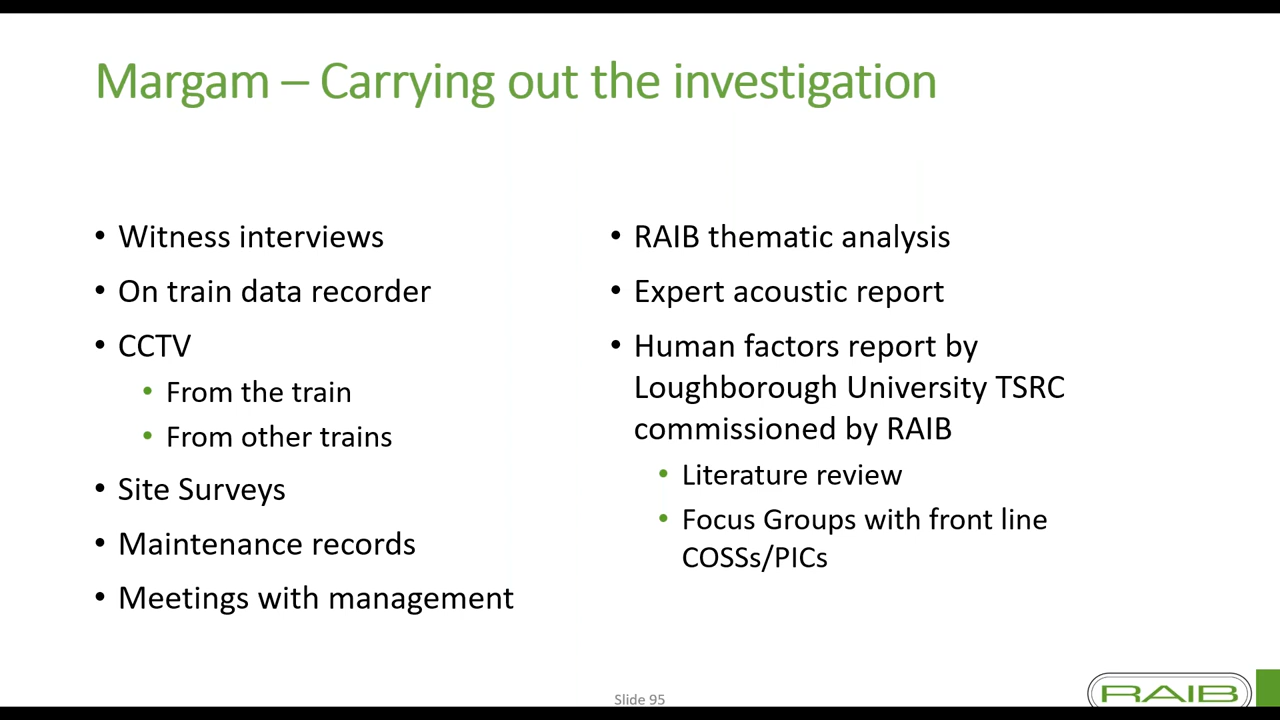 Margam – Carrying out the investigation
• Witness interviews
• On train data recorder
• CCTV
• From the train
• From other trains
• Site Surveys
• Maintenance records
• Meetings with management
• RAIB thematic analysis
• Expert acoustic report
• Human factors report by
Loughborough University TSRC
commissioned by RAIB
• Literature review
• Focus Groups with front line
COSSs/PICs
Slide 95
RAIB